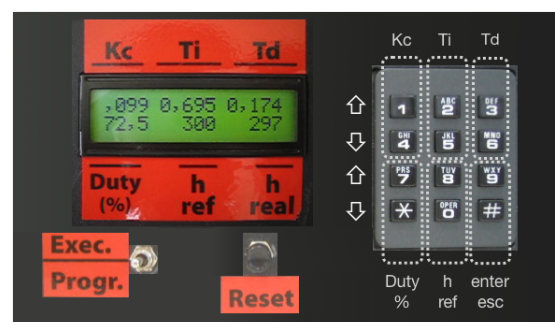 Kc Ti Td
,099 0,695 0,174
72,5 300 297
Duty (%)
h ref
h real
Exec.
Progr.
Reset
Kc Ti Td
1
ABC 2
DEF 3
GHI 4
JKL 5
MNO 6
PRS 7
TUV 8
WXY 9
*
OPER 0
#
Duty %
h ref
enter esc